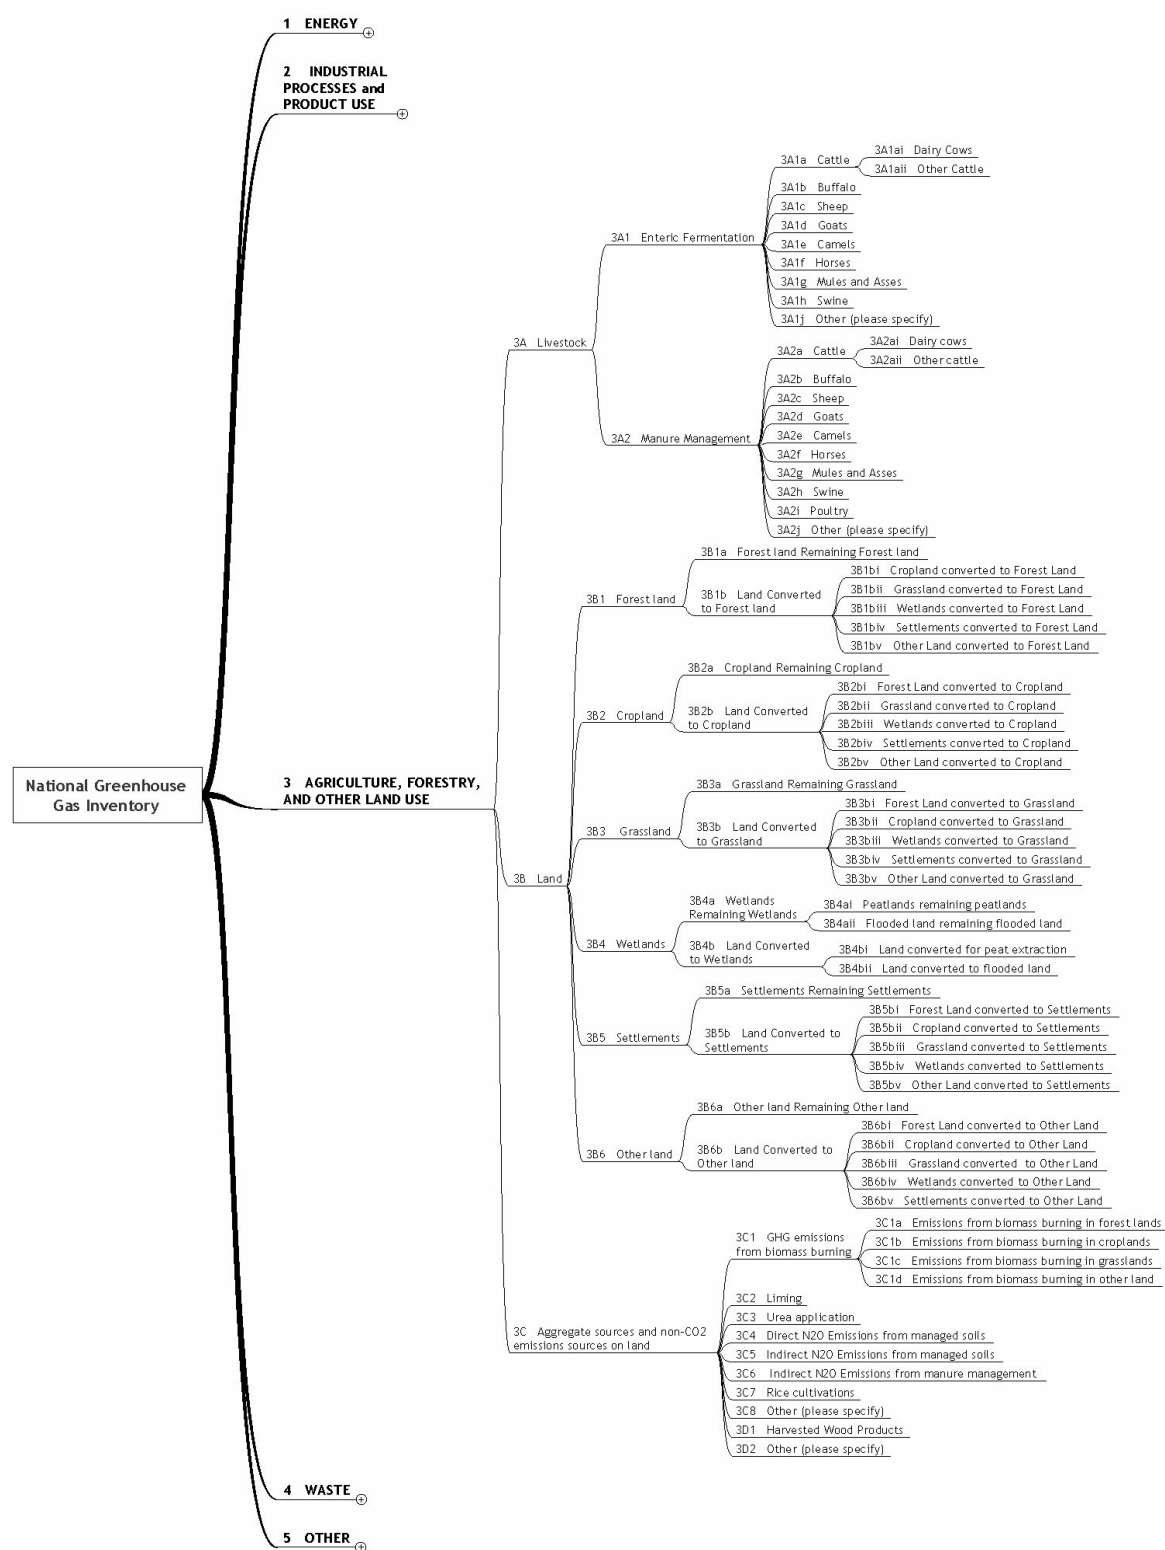 National Greenhouse
Gas Inventory
1 ENERGY
2 INDUSTRIAL
PROCESSES and
PRODUCT USE
3 AGRICULTURE, FORESTRY,
AND OTHER LAND USE
3A Livestock
3A1 Enteric Fermentation
3A1a Cattle
3A1ai Dairy Cows
3A1aii Other Cattle
3A1b Buffalo
3A1c Sheep
3A1d Goats
3A1e Camels
3A1f Horses
3A1g Mules and Asses
3A1h Swine
3A1j Other (please specify)
3A2 Manure Management
3A2a Cattle
3A2ai Dairy cows
3A2aii Other cattle
3A2b Buffalo
3A2c Sheep
3A2d Goats
3A2e Camels
3A2f Horses
3A2g Mules and Asses
3A2h Swine
3A2i Poultry
3A2j Other (please specify)
3B Land
3B1 Forest land
3B1a Forest land Remaining Forest land
3B1b Land Converted
to Forest land
3B1bi Cropland converted to Forest Land
3B1bii Grassland converted to Forest Land
3B1biii Wetlands converted to Forest Land
3B1biv Settlements converted to Forest Land
3B1bv Other Land converted to Forest Land
3B2 Cropland
3B2a Cropland Remaining Cropland
3B2b Land Converted
to Cropland
3B2bi Forest Land converted to Cropland
3B2bii Grassland converted to Cropland
3B2biii Wetlands converted to Cropland
3B2biv Settlements converted to Cropland
3B2bv Other Land converted to Cropland
3B3 Grassland
3B3a Grassland Remaining Grassland
3B3b Land Converted
to Grassland
3B3bi Forest Land converted to Grassland
3B3bii Cropland converted to Grassland
3B3biii Wetlands converted to Grassland
3B3biv Settlements converted to Grassland
3B3bv Other Land converted to Grassland
3B4 Wetlands
3B4a Wetlands
Remaining Wetlands
3B4ai Peatlands remaining peatlands
3B4aii Flooded land remaining flooded land
3B4b Land Converted
to Wetlands
3B4bi Land converted for peat extraction
3B4bii Land converted to flooded land
3B5 Settlements
3B5a Settlements Remaining Settlements
3B5b Land Converted to
Settlements
3B5bi Forest Land converted to Settlements
3B5bii Cropland converted to Settlements
3B5biii Grassland converted to Settlements
3B5biv Wetlands converted to Settlements
3B5bv Other Land converted to Settlements
3B6 Other land
3B6a Other land Remaining Other land
3B6b Land Converted to
Other land
3B6bi Forest Land converted to Other Land
3B6bii Cropland converted to Other Land
3B6biii Grassland converted to Other Land
3B6biv Wetlands converted to Other Land
3B6bv Settlements converted to Other Land
3C Aggregate sources and non-CO2
emissions sources on land
3C1 GHG emissions
from biomass burning
3C1a Emissions from biomass burning in forest lands
3C1b Emissions from biomass burning in croplands
3C1c Emissions from biomass burning in grasslands
3C1d Emissions from biomass burning in other land
3C2 Liming
3C3 Urea application
3C4 Direct N2O Emissions from managed soils
3C5 Indirect N2O Emissions from managed soils
3C6 Indirect N2O Emissions from manure management
3C7 Rice cultivations
3C8 Other (please specify)
3D1 Harvested Wood Products
3D2 Other (please specify)
4 WASTE
5 OTHER